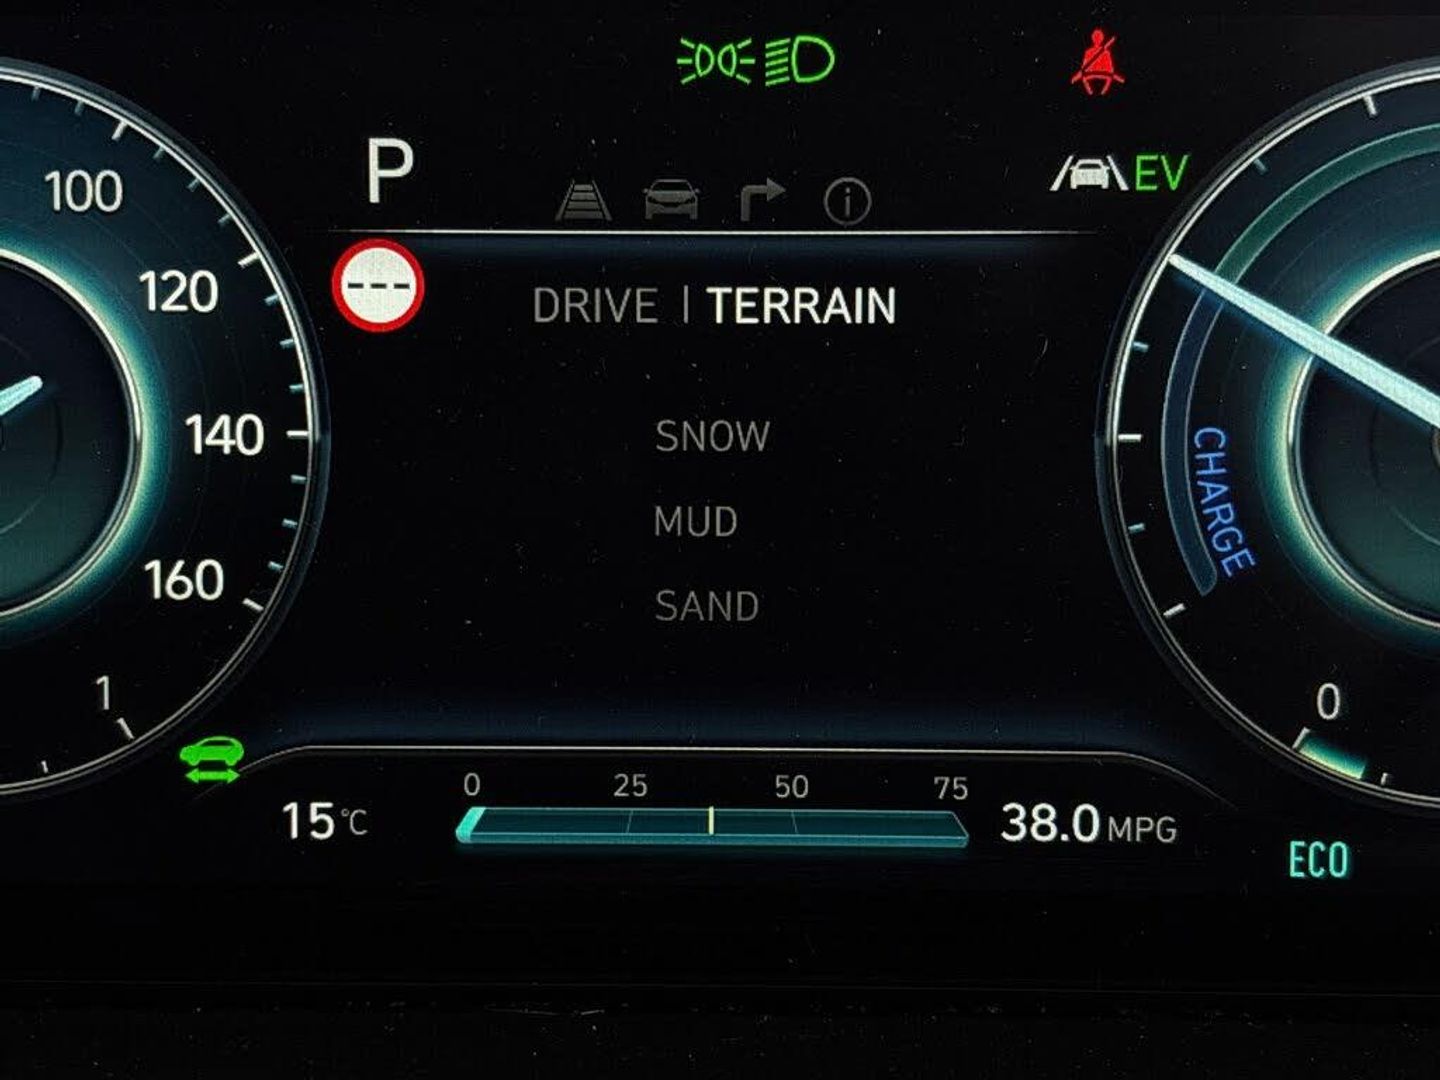 P
EV
100
120
140
160
1
DRIVE | TERRAIN
SNOW
MUD
SAND
CHARGE
0
0 25 50 75
15°C
38.0 MPG
ECO